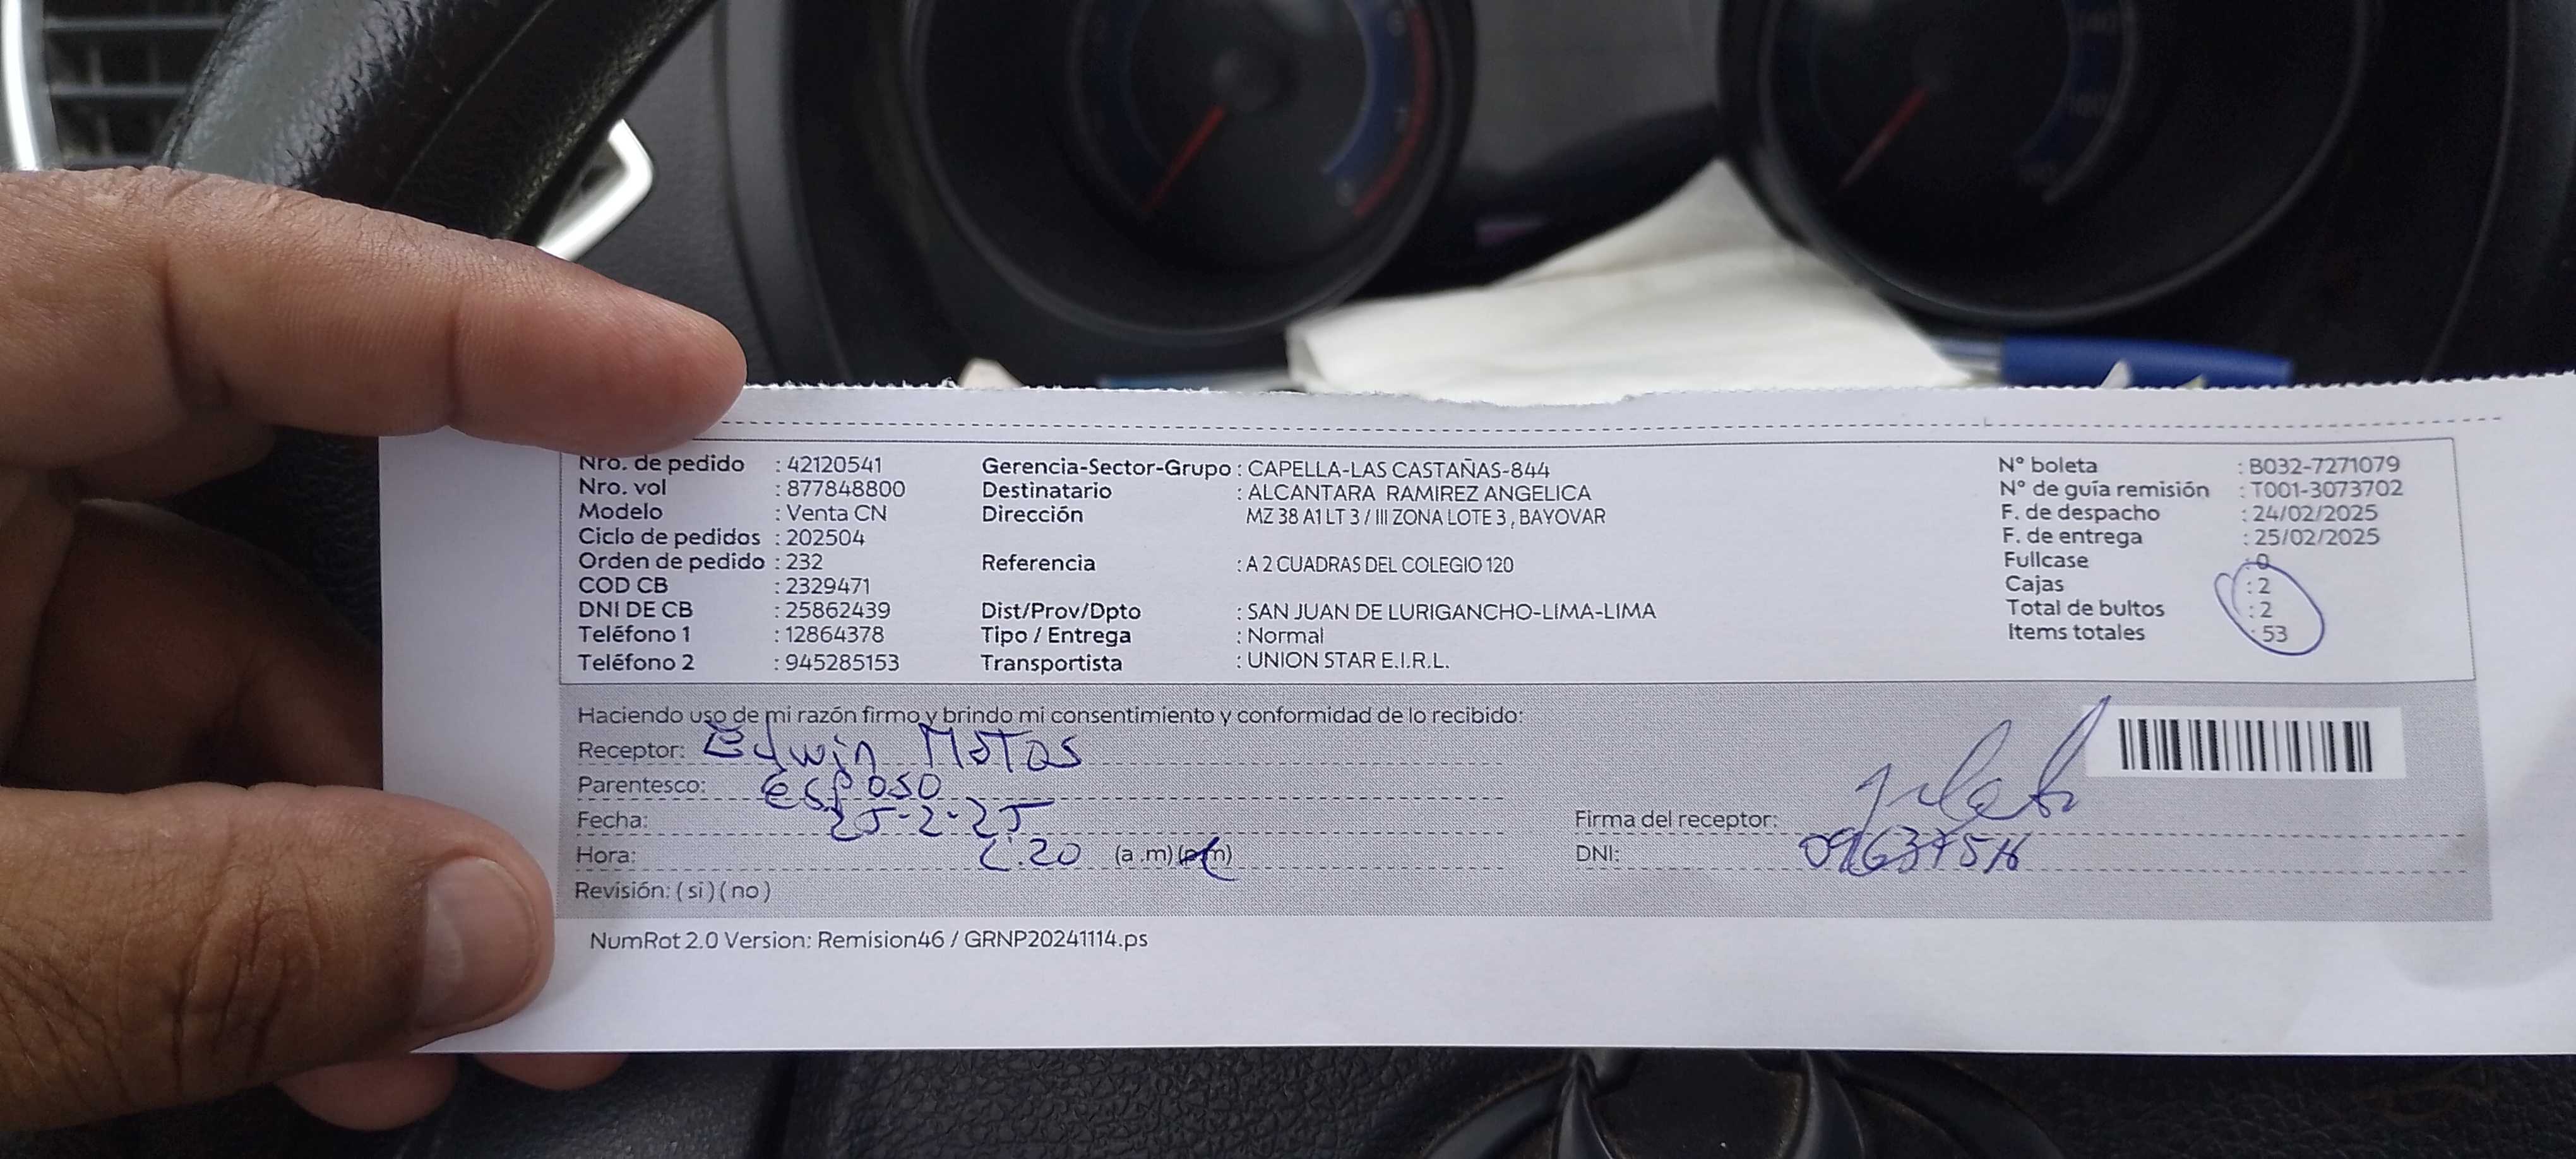 Nro. de pedido : 42120541
Nro. vol : 877848800
Modelo : Venta CN
Ciclo de pedidos : 202504
Orden de pedido : 232
COD CB : 2329471
DNI DE CB : 25862439
Teléfono 1 : 12864378
Teléfono 2 : 945285153
Gerencia-Sector-Grupo : CAPELLA-LAS CASTAÑAS-844
Destinatario : ALCANTARA RAMIREZ ANGELICA
Dirección MZ 38 A1 LT 3 / III ZONA LOTE 3 , BAYOVAR
Referencia : A 2 CUADRAS DEL COLEGIO 120
Dist/Prov/Dpto : SAN JUAN DE LURIGANCHO-LIMA-LIMA
Tipo / Entrega : Normal
Transportista : UNION STAR E.I.R.L.
N° boleta : B032-7271079
N° de guía remisión : T001-3073702
F. de despacho : 24/02/2025
F. de entrega : 25/02/2025
Fullcase : 0
Cajas : 2
Total de bultos : 2
Items totales : 53
Haciendo uso de mi razón firmo y brindo mi consentimiento y conformidad de lo recibido:
Receptor: Edwin
Parentesco: esposo
Fecha: 25-2-25
Hora: 2:20 (a .m) (p.m)
Revisión: ( si ) ( no )
Firma del receptor:
DNI:
NumRot 2.0 Version: Remision46 / GRNP20241114.ps